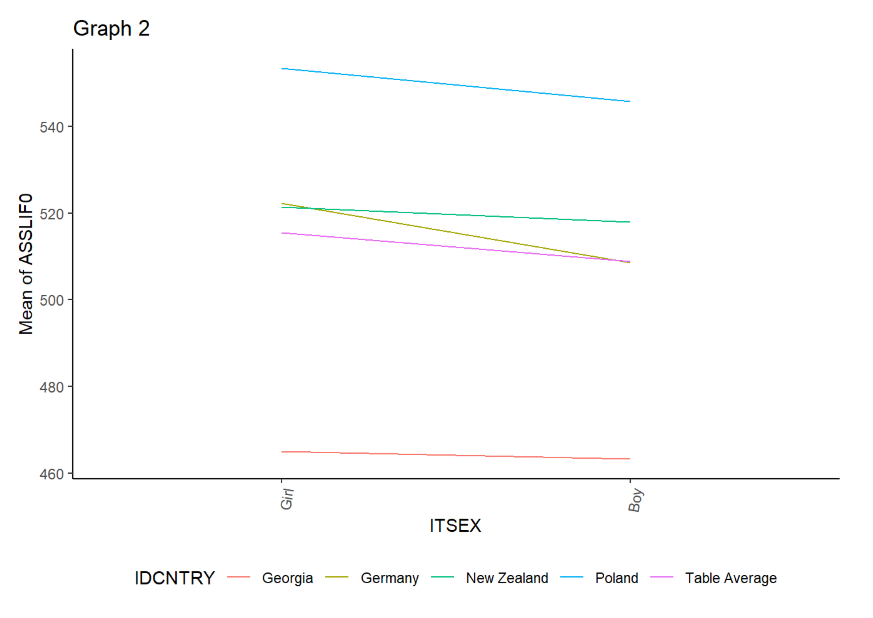 Graph 2
Mean of ASSLIF0
540
520
500
480
460
Girl
Boy
ITSEX
IDCNTRY Georgia Germany New Zealand Poland Table Average